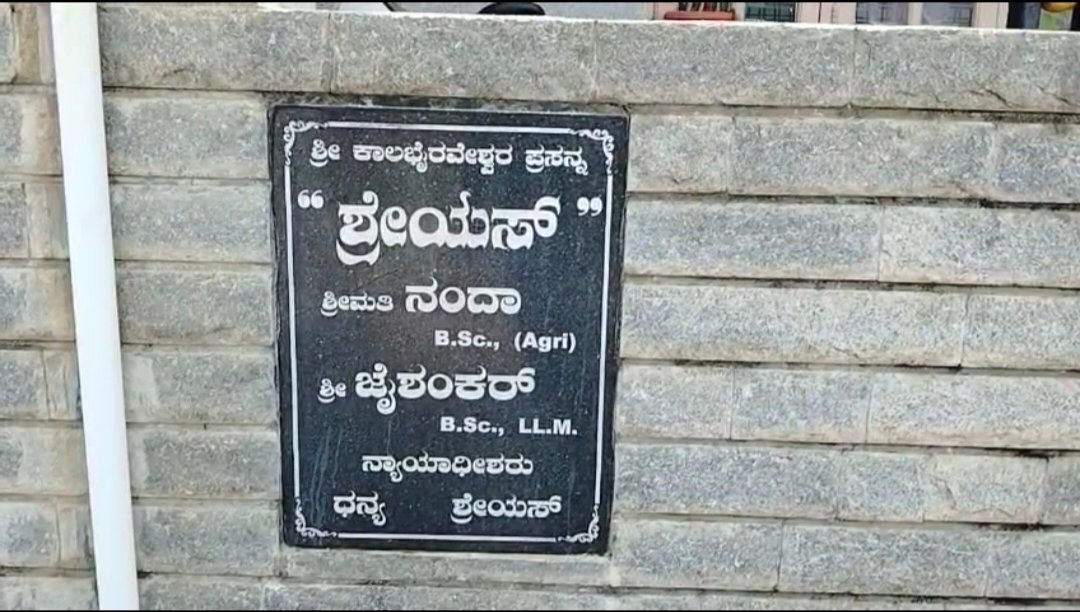 ಶ್ರೀ ಕಾಲಭೈರವೇಶ್ವರ ಪ್ರಸನ್ನ
“ ಶ್ರೇಯಸ್ ”
ಶ್ರೀಮತಿ ನಂದಾ
B.Sc., (Agri)
ಶ್ರೀ ಜೈಶಂಕರ್
B.Sc., LL.M.
ನ್ಯಾಯಾಧೀಶರು
ಧನ್ಯ ಶ್ರೇಯಸ್